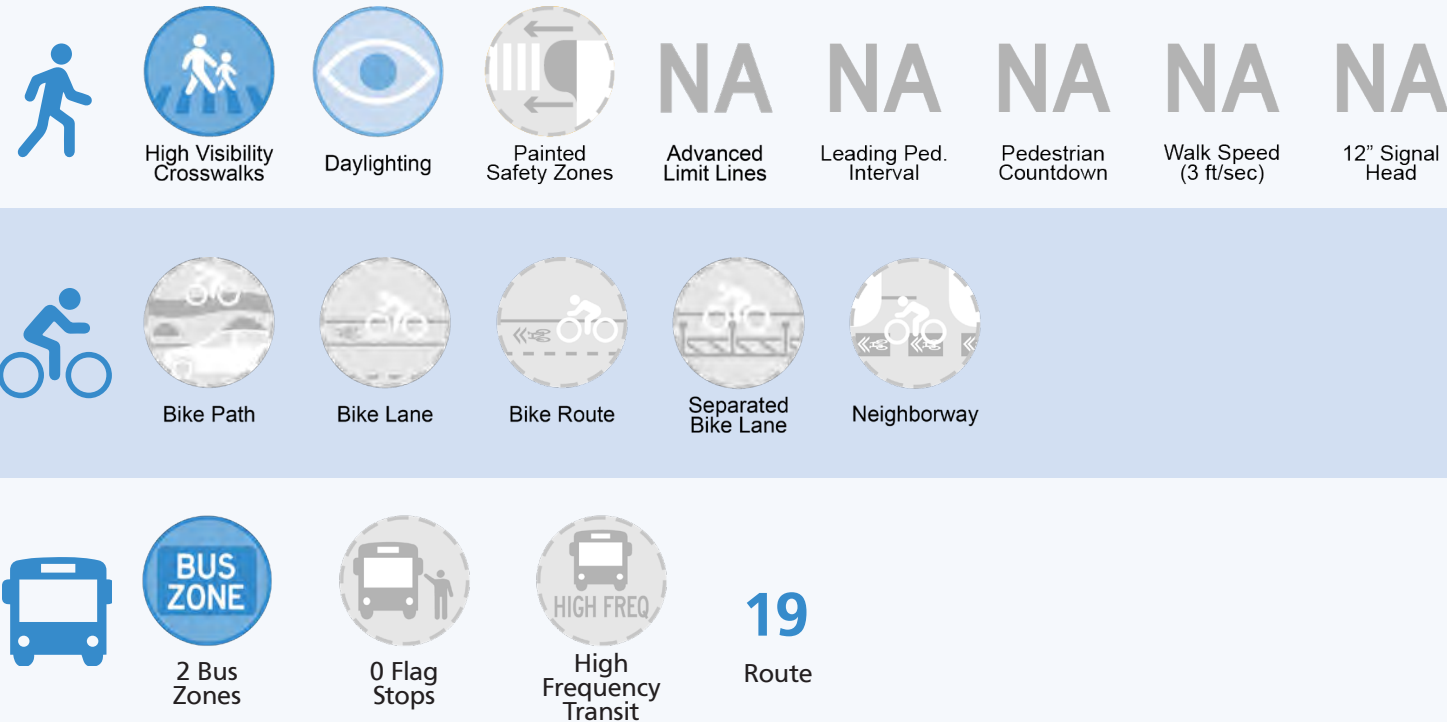 NA NA NA NA NA
High Visibility
Crosswalks
Daylighting
Painted
Safety Zones
Advanced
Limit Lines
Leading Ped.
Interval
Pedestrian
Countdown
Walk Speed
(3 ft/sec)
12” Signal
Head
Bike Path
Bike Lane
Bike Route
Separated
Bike Lane
Neighborway
BUS
ZONE
2 Bus
Zones
0 Flag
Stops
HIGH FREQ
High
Frequency
Transit
19
Route